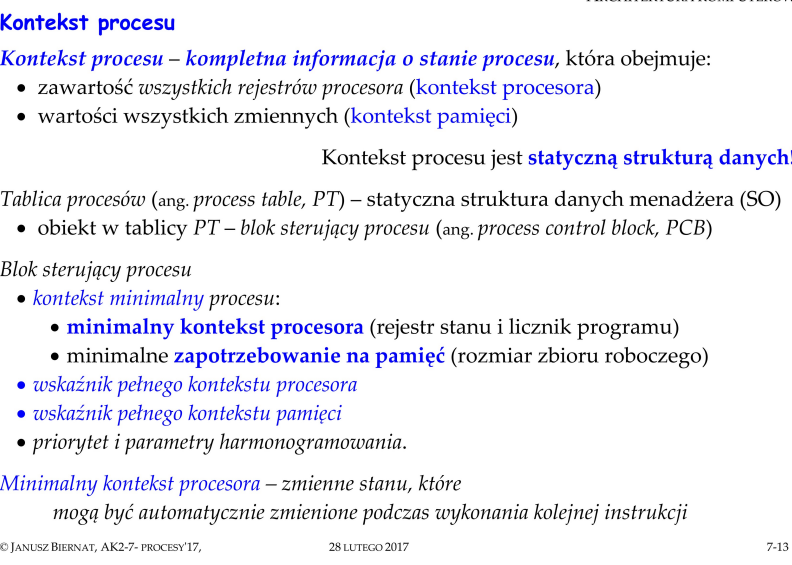 ARCHITEKTURA KOMPUTERÓW
Kontekst procesu
Kontekst procesu – kompletna informacja o stanie procesu, która obejmuje:
• zawartość wszystkich rejestrów procesora (kontekst procesora)
• wartości wszystkich zmiennych (kontekst pamięci)
Kontekst procesu jest statyczną strukturą danych!
Tablica procesów (ang. process table, PT) – statyczna struktura danych menadżera (SO)
• obiekt w tablicy PT – blok sterujący procesu (ang. process control block, PCB)
Blok sterujący procesu
• kontekst minimalny procesu:
• minimalny kontekst procesora (rejestr stanu i licznik programu)
• minimalne zapotrzebowanie na pamięć (rozmiar zbioru roboczego)
• wskaźnik pełnego kontekstu procesora
• wskaźnik pełnego kontekstu pamięci
• priorytet i parametry harmonogramowania.
Minimalny kontekst procesora – zmienne stanu, które
mogą być automatycznie zmienione podczas wykonania kolejnej instrukcji
© JANUSZ BIERNAT, AK2-7- PROCESY'17, 28 LUTEGO 2017 7-13